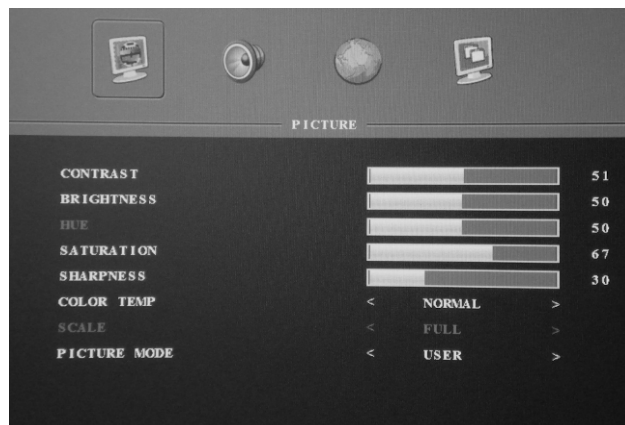 PICTURE
CONTRAST 51
BRIGHTNESS 50
HUE 50
SATURATION 67
SHARPNESS 30
COLOR TEMP < NORMAL >
SCALE < FULL >
PICTURE MODE < USER >